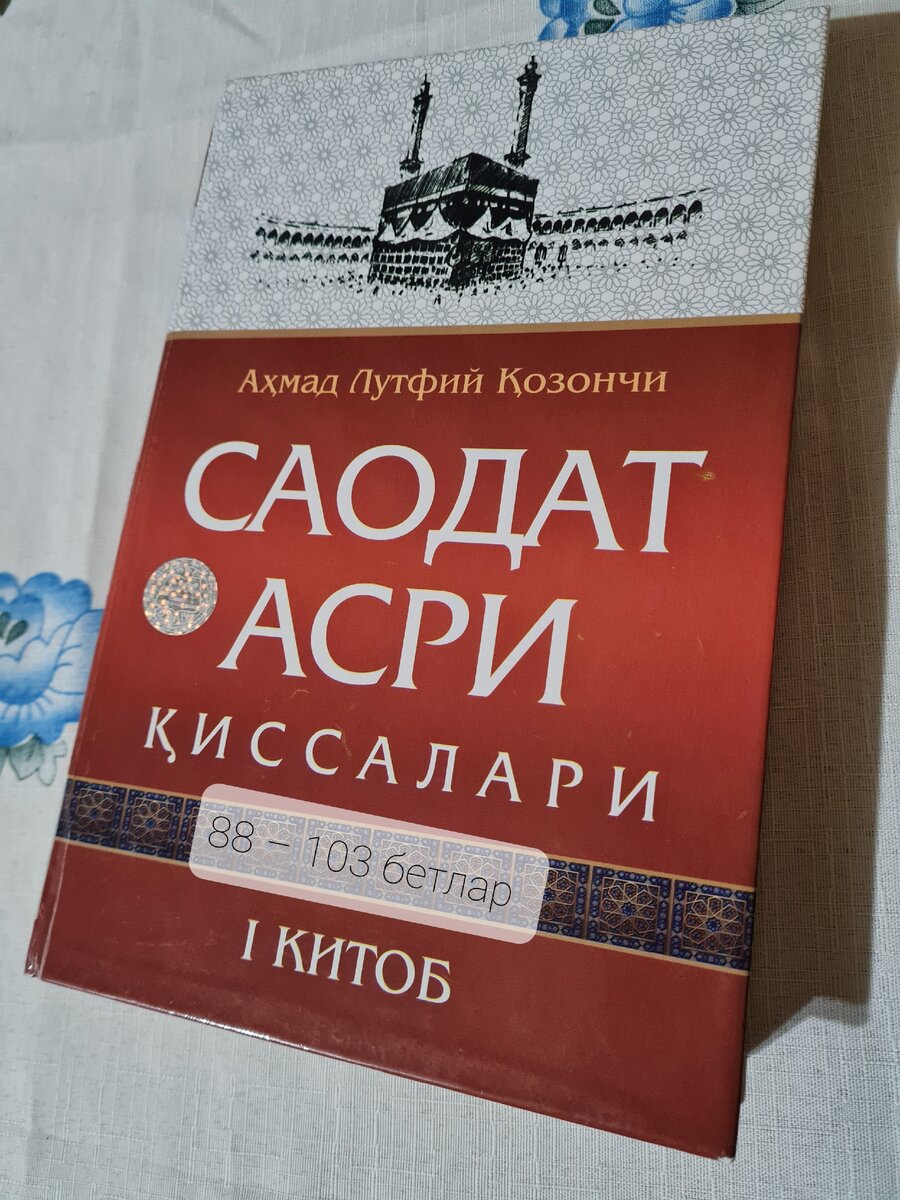 Аҳмад Лутфий Қозончи
САОДАТ
АСРИ
ҚИССАЛАРИ
88 – 103 бетлар
I КИТОБ